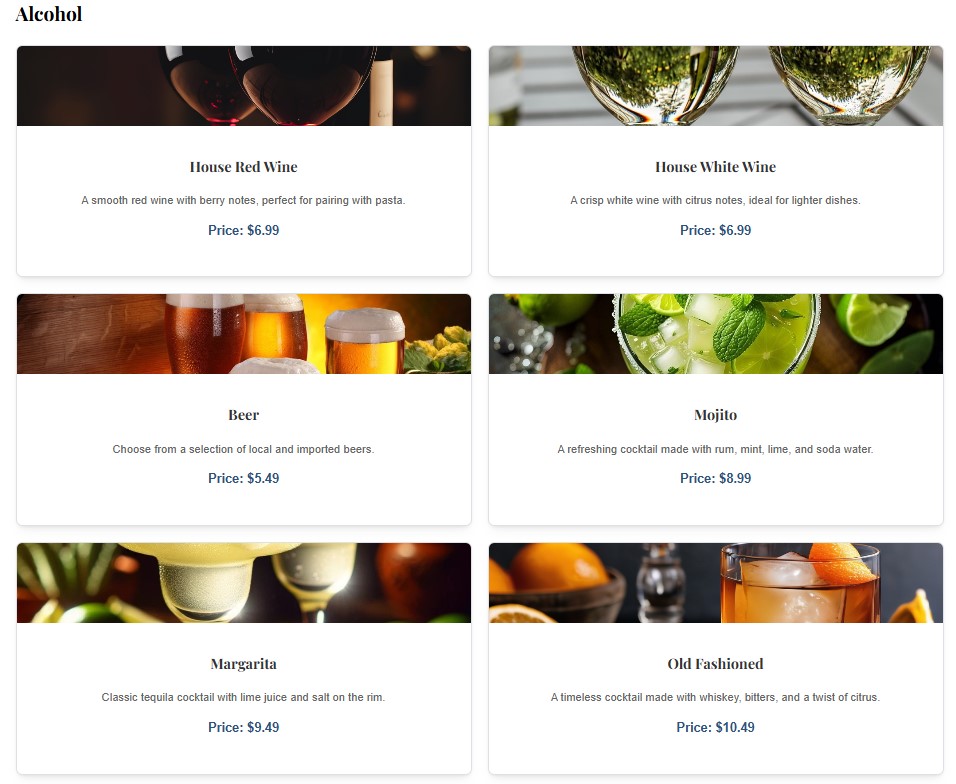 Alcohol
House Red Wine
A smooth red wine with berry notes, perfect for pairing with pasta.
Price: $6.99
House White Wine
A crisp white wine with citrus notes, ideal for lighter dishes.
Price: $6.99
Beer
Choose from a selection of local and imported beers.
Price: $5.49
Mojito
A refreshing cocktail made with rum, mint, lime, and soda water.
Price: $8.99
Margarita
Classic tequila cocktail with lime juice and salt on the rim.
Price: $9.49
Old Fashioned
A timeless cocktail made with whiskey, bitters, and a twist of citrus.
Price: $10.49